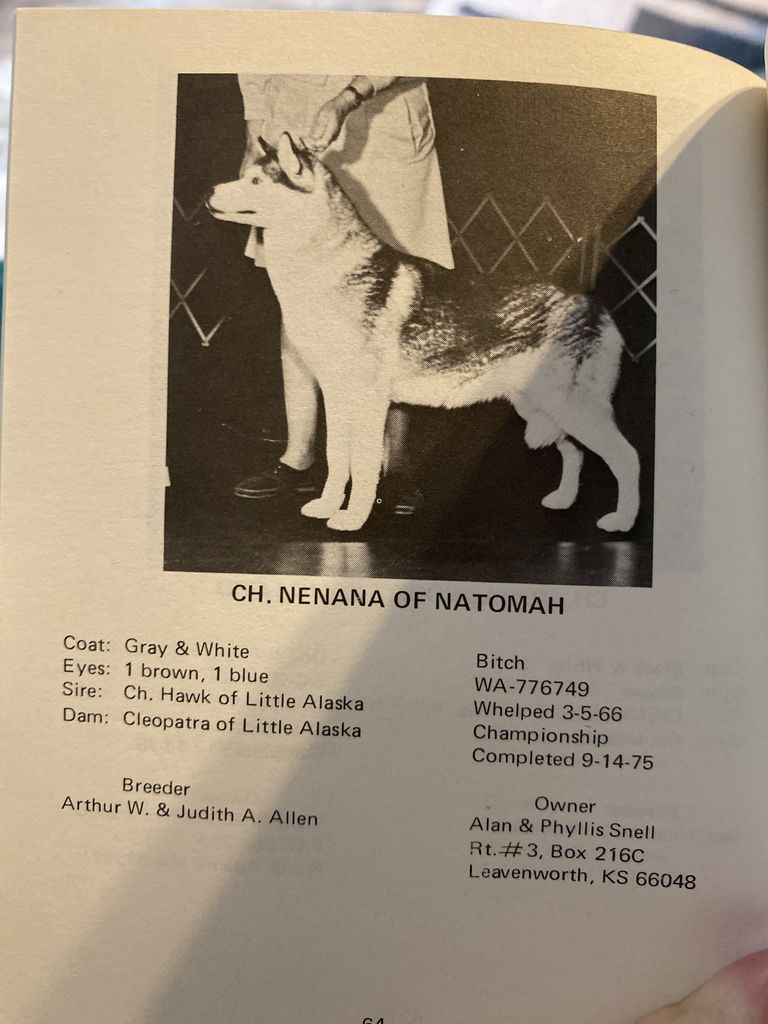 CH. NENANA OF NATOMAH
Coat: Gray & White
Eyes: 1 brown, 1 blue
Sire: Ch. Hawk of Little Alaska
Dam: Cleopatra of Little Alaska
Breeder
Arthur W. & Judith A. Allen
Bitch
WA-776749
Whelped 3-5-66
Championship
Completed 9-14-75
Owner
Alan & Phyllis Snell
Rt.#3, Box 216C
Leavenworth, KS 66048
64